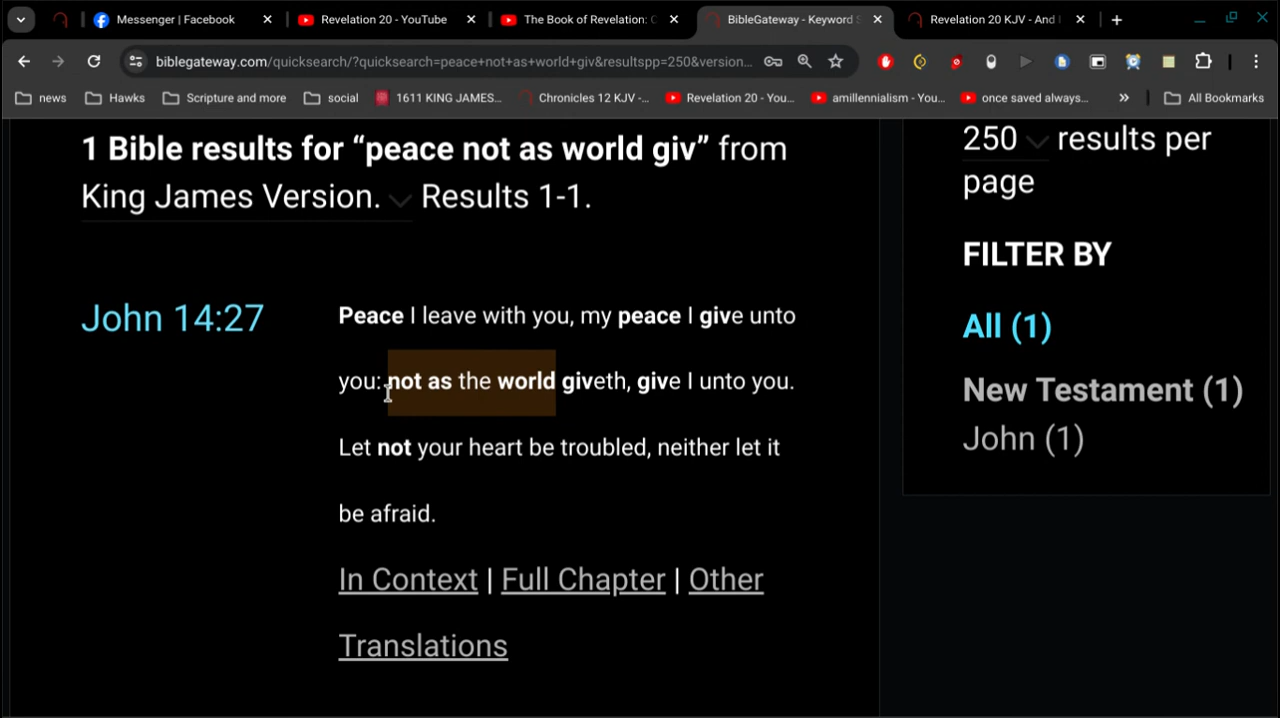 Messenger | Facebook
Revelation 20 - YouTube
The Book of Revelation:
BibleGateway - Keyword
Revelation 20 KJV - And
biblegateway.com/quicksearch/?quicksearch=peace+not+as+world+giv&resultspp=250&version...
news
Hawks
Scripture and more
social
1611 KING JAMES...
Chronicles 12 KJV -...
Revelation 20 - You...
amillennialism - You...
once saved always...
All Bookmarks
1 Bible results for “peace not as world giv” from
King James Version. Results 1-1.
250 results per
page
FILTER BY
All (1)
New Testament (1)
John (1)
John 14:27
Peace I leave with you, my peace I give unto
you: not as the world giveth, give I unto you.
Let not your heart be troubled, neither let it
be afraid.
In Context | Full Chapter | Other
Translations